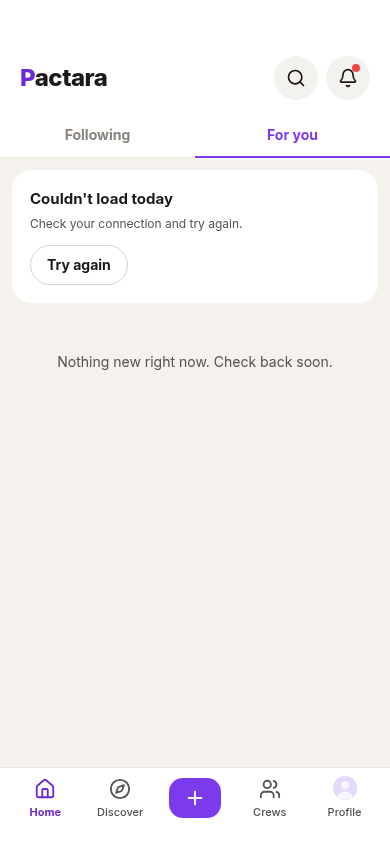 Pactara
Following
For you
Couldn't load today
Check your connection and try again.
Try again
Nothing new right now. Check back soon.
Home
Discover
Crews
Profile